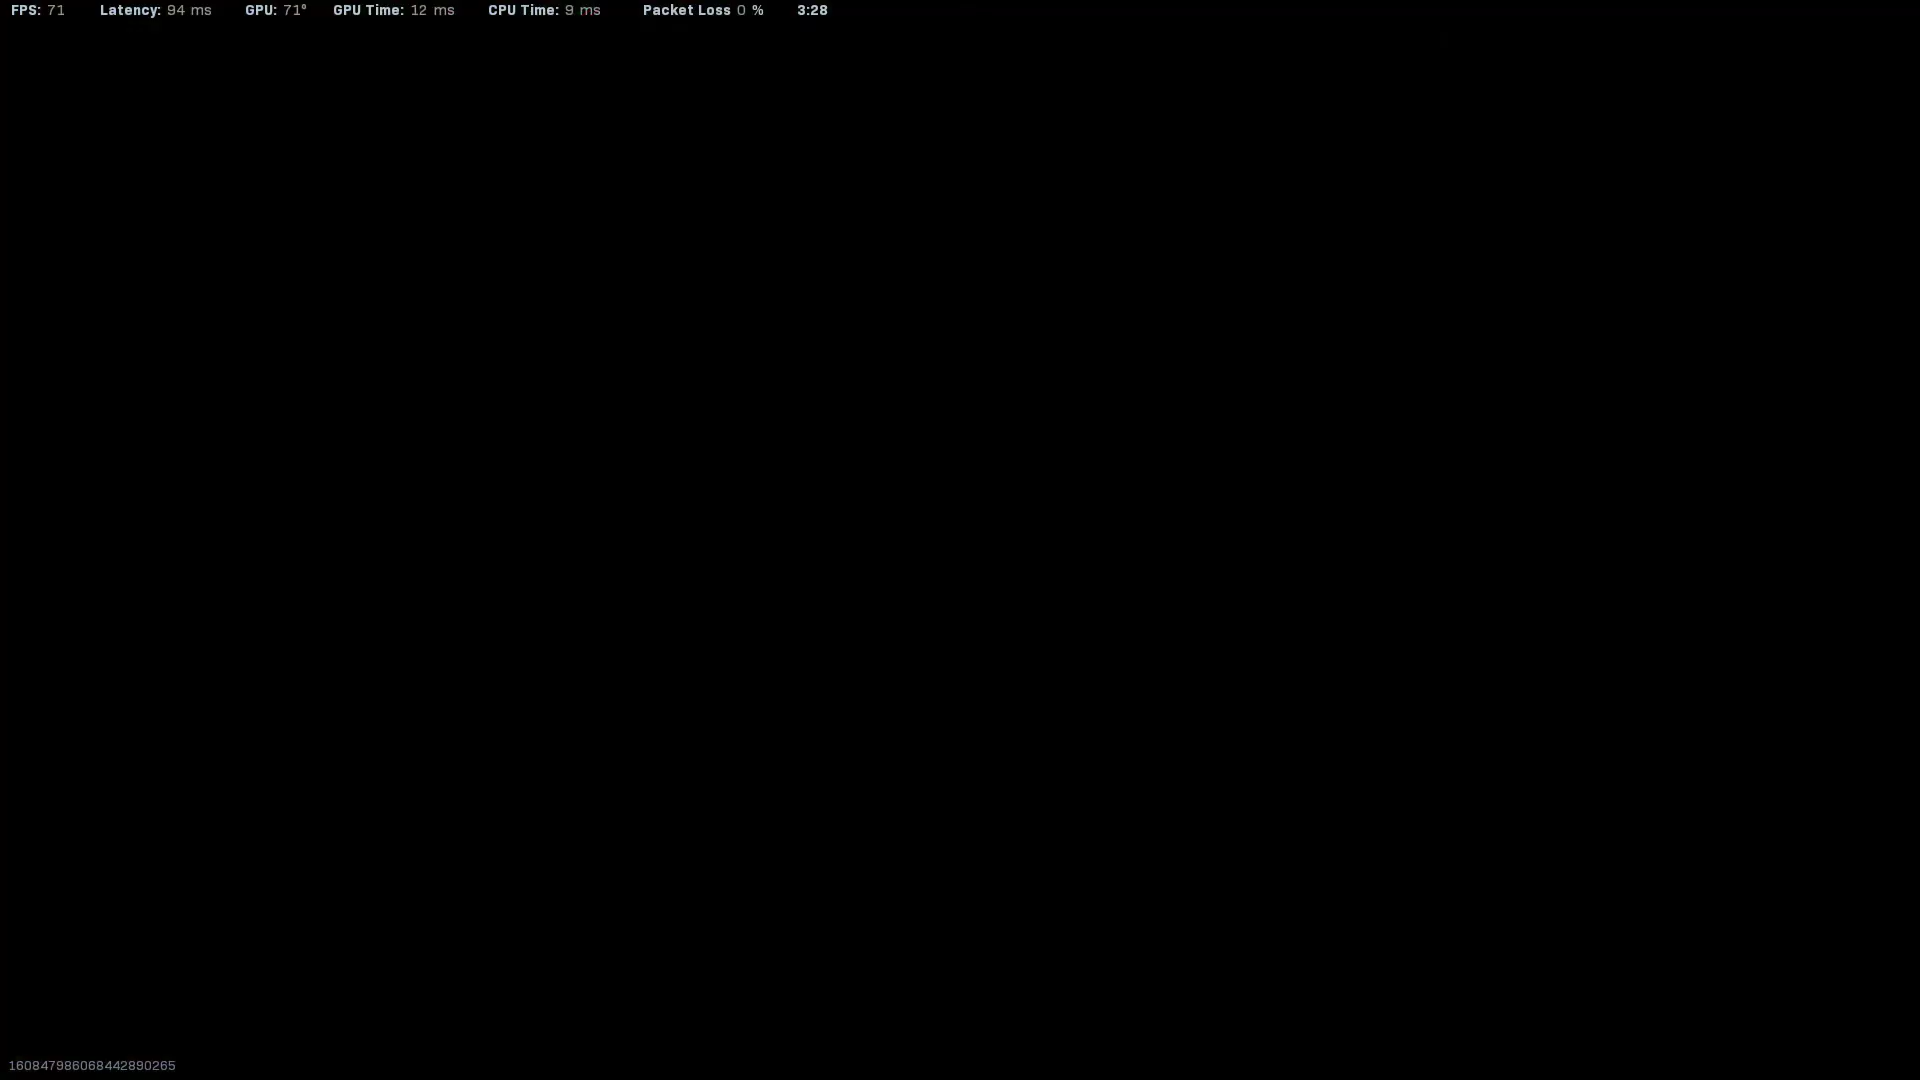 FPS: 71 Latency: 94 ms GPU: 71° GPU Time: 12 ms CPU Time: 9 ms Packet Loss 0 % 3:28
160847986068442890265